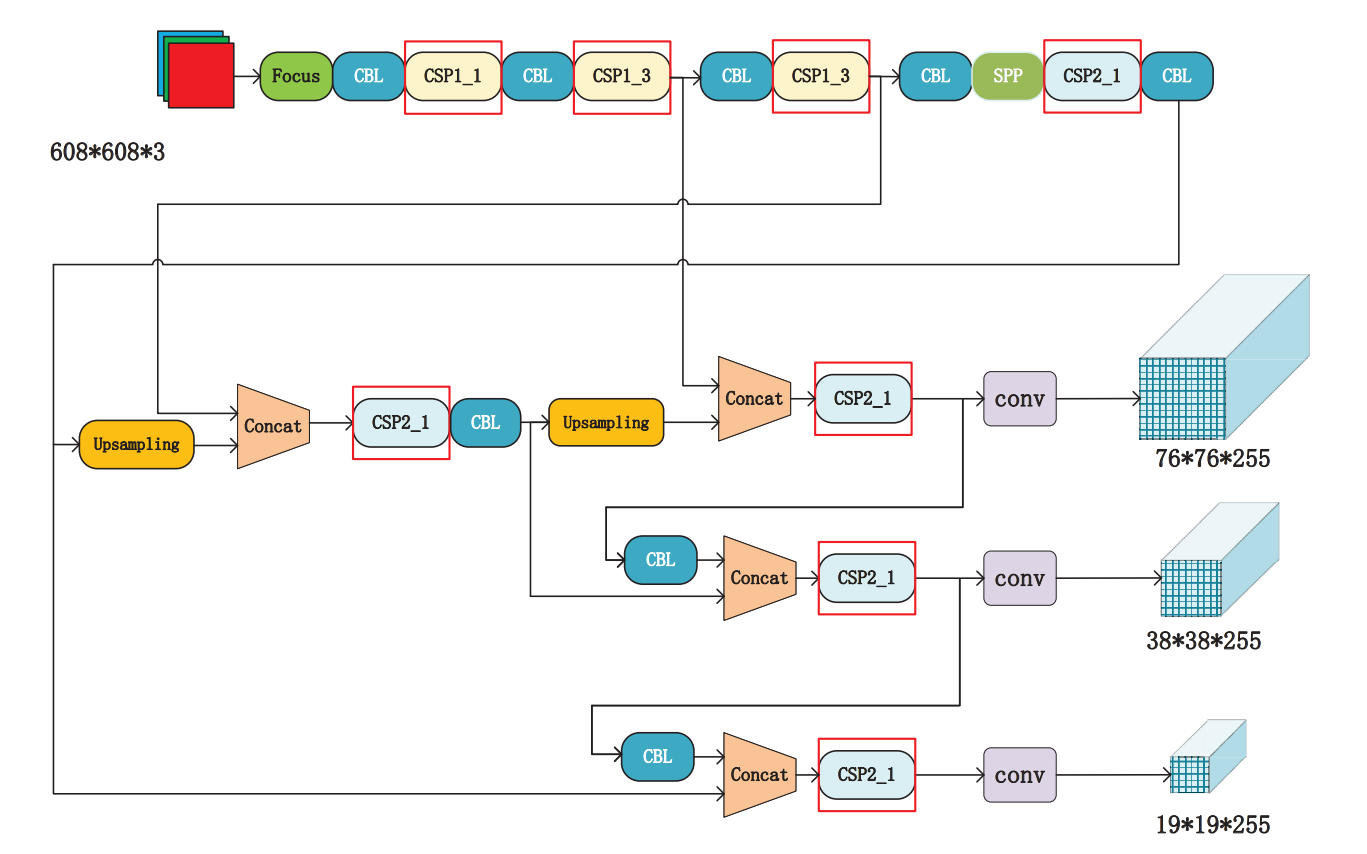 Focus CBL CSP1_1 CBL CSP1_3 CBL CSP1_3 CBL SPP CSP2_1 CBL
608*608*3
Upsampling Concat CSP2_1 CBL Upsampling Concat CSP2_1 conv
76*76*255
CBL Concat CSP2_1 conv
38*38*255
CBL Concat CSP2_1 conv
19*19*255